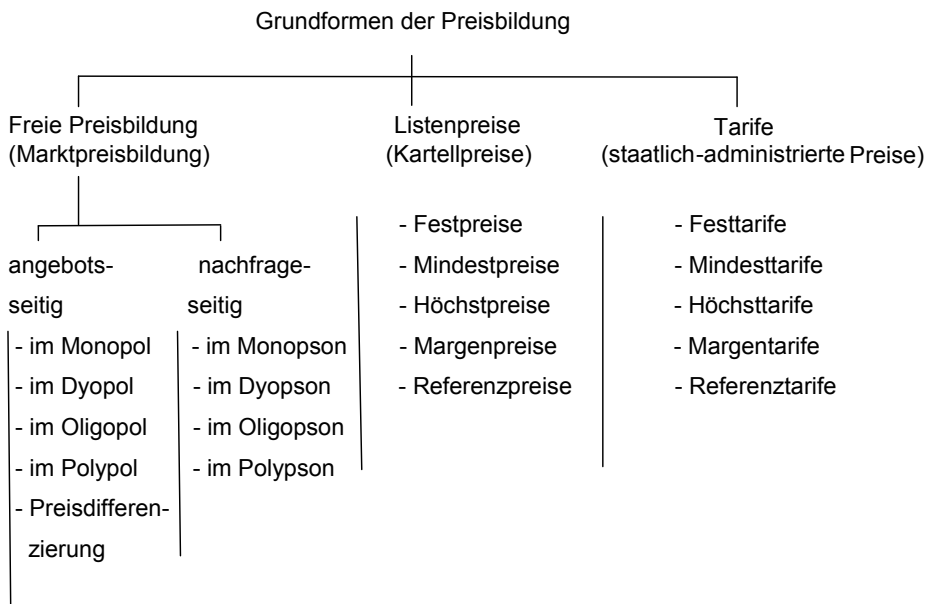 Grundformen der Preisbildung
Freie Preisbildung
(Marktpreisbildung)
Listenpreise
(Kartellpreise)
Tarife
(staatlich-administrierte Preise)
angebots-
seitig
- im Monopol
- im Dyopol
- im Oligopol
- im Polypol
- Preisdifferen-
zierung
nachfrage-
seitig
- im Monopson
- im Dyopson
- im Oligopson
- im Polypson
- Festpreise
- Mindestpreise
- Höchstpreise
- Margenpreise
- Referenzpreise
- Festtarife
- Mindesttarife
- Höchsttarife
- Margentarife
- Referenztarife